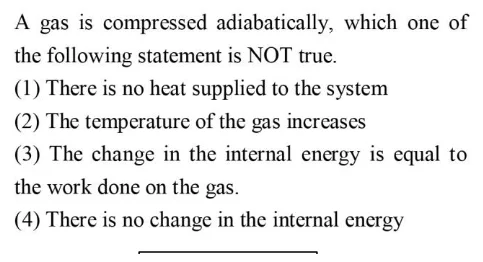 A gas is compressed adiabatically, which one of
the following statement is NOT true.
(1) There is no heat supplied to the system
(2) The temperature of the gas increases
(3) The change in the internal energy is equal to
the work done on the gas.
(4) There is no change in the internal energy